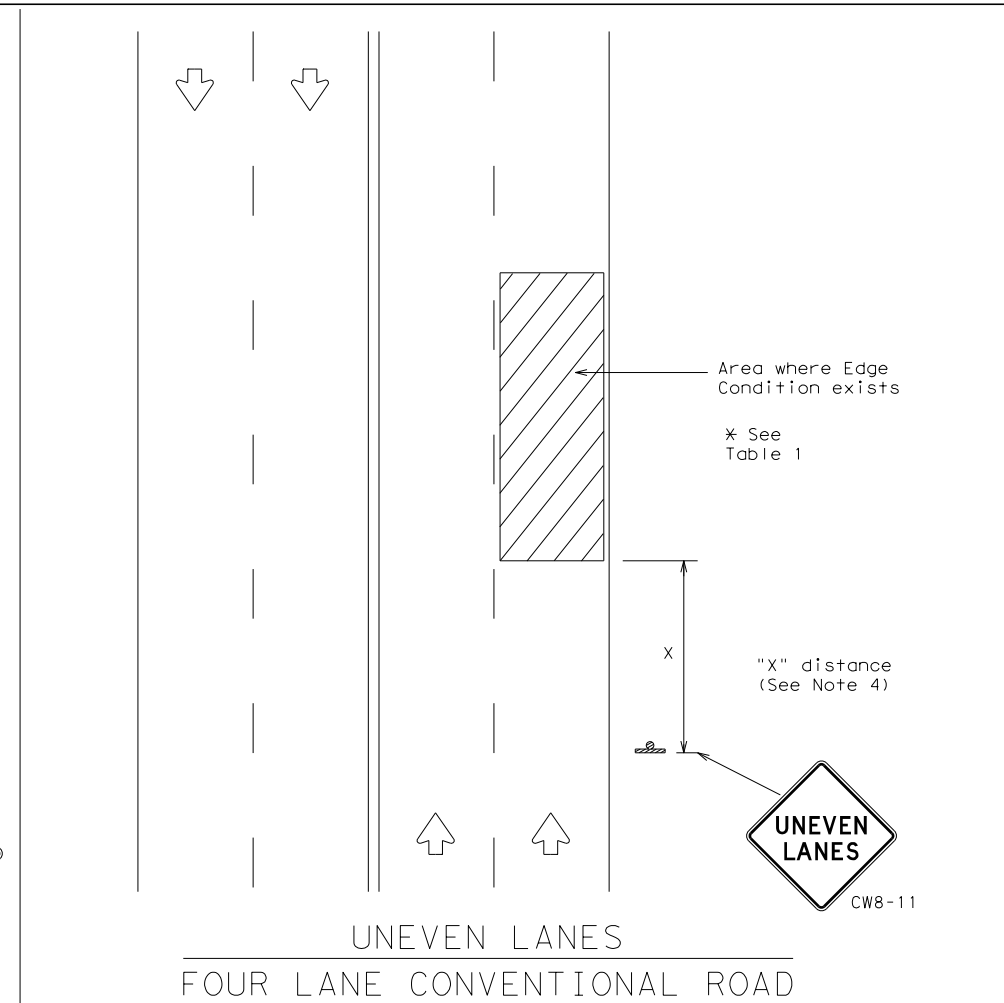 Area where Edge
Condition exists
* See
Table 1
X
"X" distance
(See Note 4)
UNEVEN
LANES
CW8-11
UNEVEN LANES
FOUR LANE CONVENTIONAL ROAD